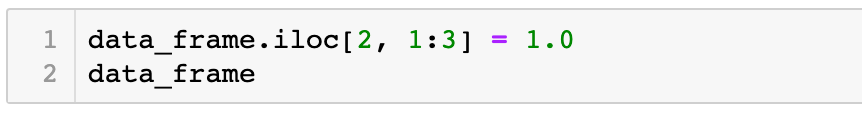 1 data_frame.iloc[2, 1:3] = 1.0
2 data_frame